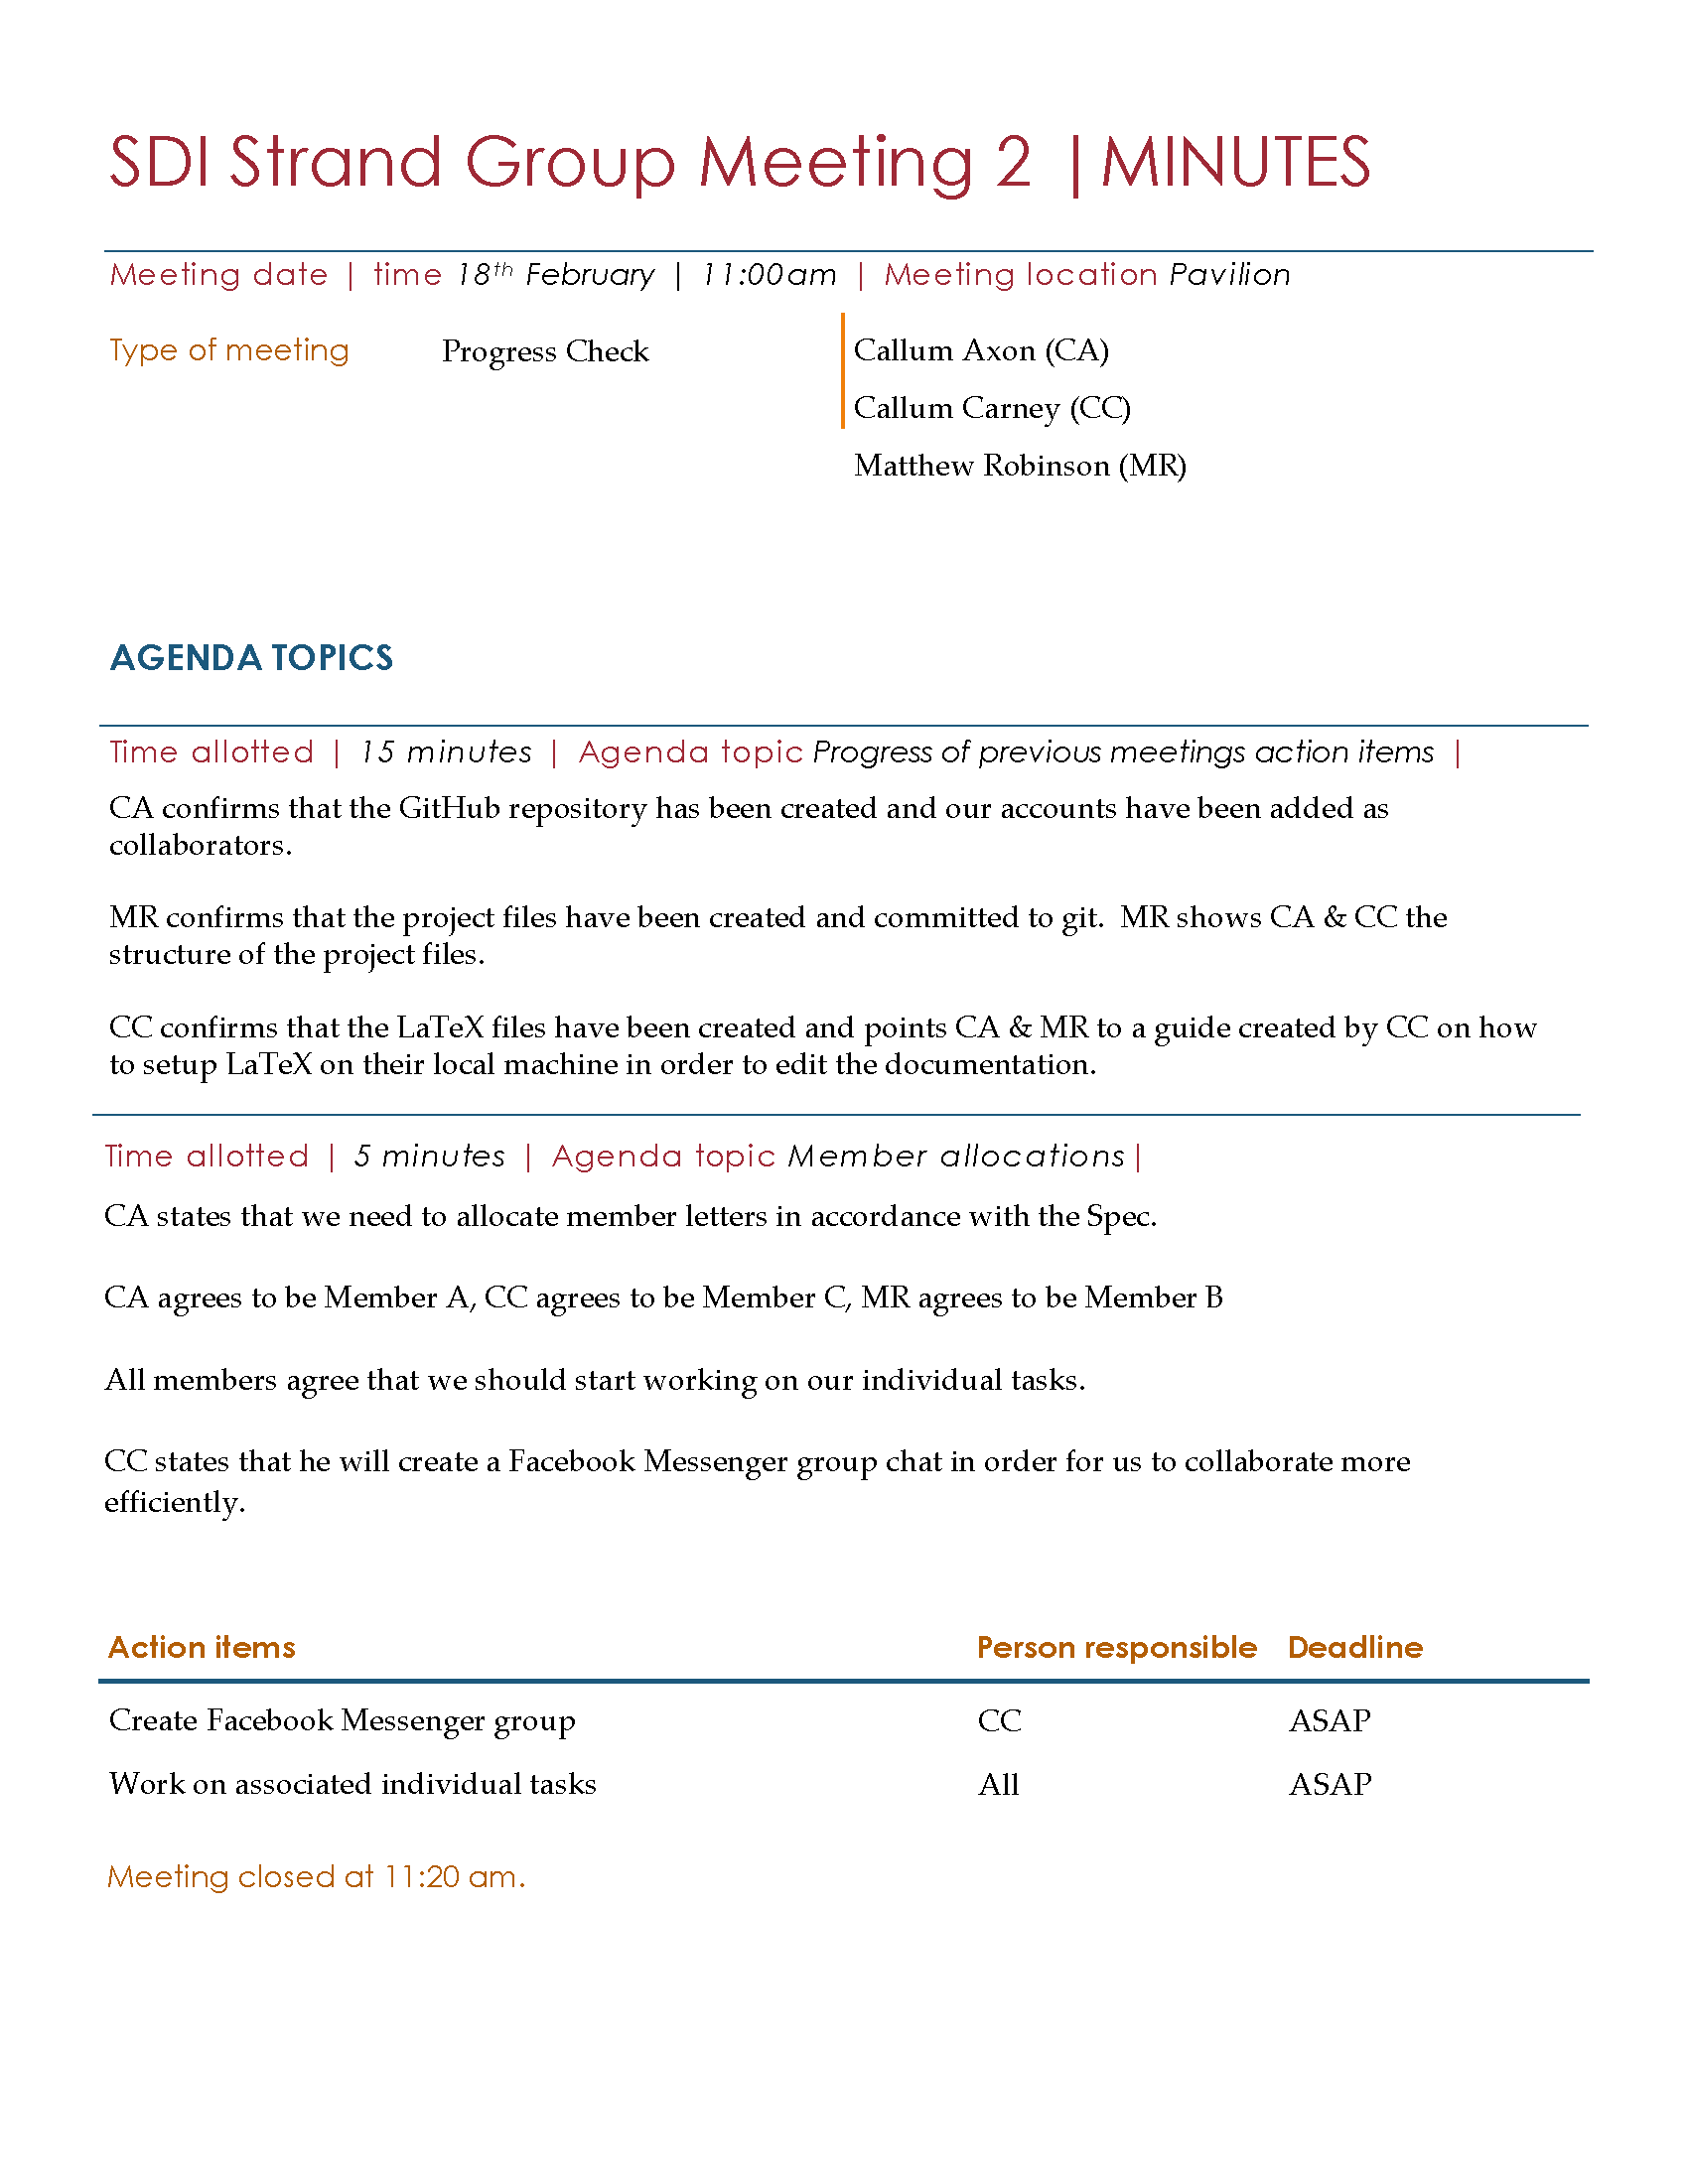 SDI Strand Group Meeting 2 |MINUTES
Meeting date | time 18th February | 11:00am | Meeting location Pavilion
Type of meeting Progress Check
Callum Axon (CA)
Callum Carney (CC)
Matthew Robinson (MR)
AGENDA TOPICS
Time allotted | 15 minutes | Agenda topic Progress of previous meetings action items |
CA confirms that the GitHub repository has been created and our accounts have been added as
collaborators.
MR confirms that the project files have been created and committed to git.  MR shows CA & CC the
structure of the project files.
CC confirms that the LaTeX files have been created and points CA & MR to a guide created by CC on how
to setup LaTeX on their local machine in order to edit the documentation.
Time allotted | 5 minutes | Agenda topic Member allocations|
CA states that we need to allocate member letters in accordance with the Spec.
CA agrees to be Member A, CC agrees to be Member C, MR agrees to be Member B
All members agree that we should start working on our individual tasks.
CC states that he will create a Facebook Messenger group chat in order for us to collaborate more
efficiently.
Action items Person responsible Deadline
Create Facebook Messenger group CC ASAP
Work on associated individual tasks All ASAP
Meeting closed at 11:20 am.